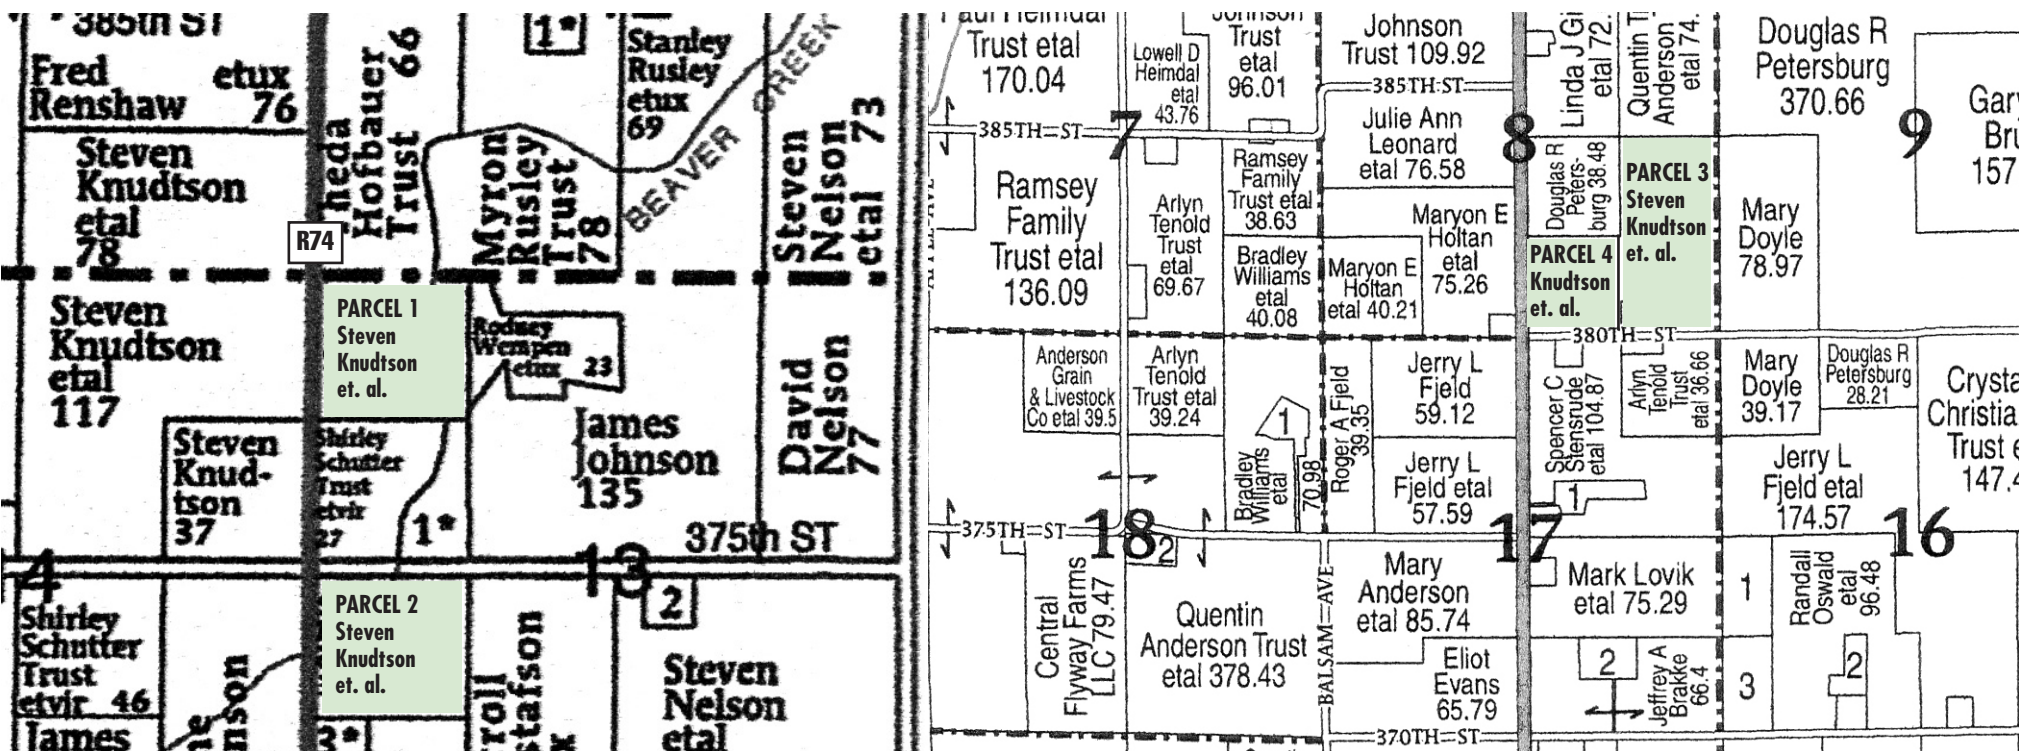 385th ST
Fred etux
Renshaw 76
Steven
Knudtson
etal
78
Theda
Hofbauer
Trust 66
R74
1*
Stanley
Rusley
etux
69
BEAVER CREEK
Myron
Rusley
Trust
78
Steven
Nelson
etal 73
Steven
Knudtson
etal
117
PARCEL 1
Steven
Knudtson
et. al.
Rodney
Wempen
etux 23
James
Johnson
135
David
Nelson
77
Steven
Knud-
tson
37
Shirley
Schutter
Trust
etvir
27
1*
375th ST
4
13
2
Shirley
Schutter
Trust
etvir 46
James
nson
PARCEL 2
Steven
Knudtson
et. al.
3*
Steven
Nelson
etal
Paul Heimdal
Trust etal
170.04
Lowell D
Heimdal
etal
43.76
Johnson
Trust
etal
96.01
Johnson
Trust 109.92
385TH ST
385TH ST
7
Julie Ann
Leonard
etal 76.58
8
Linda J
etal 72.
Quentin
Anderson
etal 74.
Douglas R
Petersburg
370.66
9
Gary
157
Ramsey
Family
Trust etal
136.09
Arlyn
Tenold
Trust
etal
69.67
Ramsey
Family
Trust etal
38.63
Bradley
Williams
etal
40.08
Maryon E
Holtan
etal 40.21
Maryon E
Holtan
etal
75.26
Douglas R
Peters-
burg 38.48
PARCEL 3
Steven
Knudtson
et. al.
PARCEL 4
Knudtson
et. al.
Mary
Doyle
78.97
380TH ST
Anderson
Grain
& Livestock
Co etal 39.5
Arlyn
Tenold
Trust etal
39.24
1
Bradley
Williams
etal
70.98
Roger A Fjeld
39.35
Jerry L
Fjeld
59.12
Jerry L
Fjeld etal
57.59
Spencer C
Stensrude
etal 104.87
Arlyn
Tenold
Trust
etal 36.66
Mary
Doyle
39.17
Douglas R
Petersburg
28.21
Trust
147.
1
Jerry L
Fjeld etal
174.57
375TH ST
18
17
16
2
Central
Flyway Farms
LLC 79.47
Quentin
Anderson Trust
etal 378.43
BALSAM AVE
Mary
Anderson
etal 85.74
Eliot
Evans
65.79
Mark Lovik
etal 75.29
2
Jeffrey A
Brakke
66.4
1
3
Randall
Oswald
etal
96.48
2
370TH ST